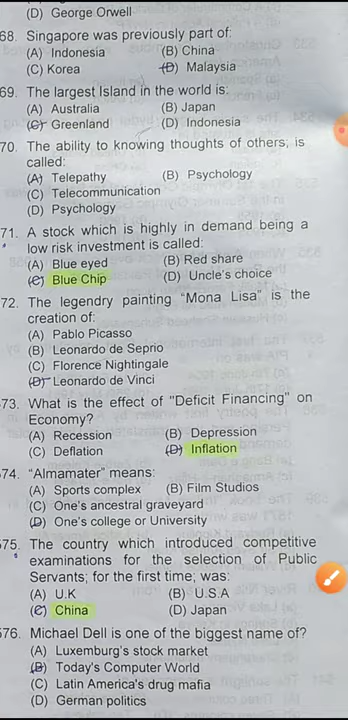 (D) George Orwell
68. Singapore was previously part of:
(A) Indonesia (B) China
(C) Korea (D) Malaysia
69. The largest Island in the world is:
(A) Australia (B) Japan
(C) Greenland (D) Indonesia
70. The ability to knowing thoughts of others, is
called:
(A) Telepathy (B) Psychology
(C) Telecommunication
(D) Psychology
71. A stock which is highly in demand being a
low risk investment is called:
(A) Blue eyed (B) Red share
(C) Blue Chip (D) Uncle's choice
72. The legendary painting "Mona Lisa" is the
creation of:
(A) Pablo Picasso
(B) Leonardo de Seprio
(C) Florence Nightingale
(D) Leonardo de Vinci
573. What is the effect of "Deficit Financing" on
Economy?
(A) Recession (B) Depression
(C) Deflation (D) Inflation
574. "Almamater" means:
(A) Sports complex (B) Film Studios
(C) One's ancestral graveyard
(D) One's college or University
575. The country which introduced competitive
examinations for the selection of Public
Servants; for the first time; was:
(A) U.K (B) U.S.A
(C) China (D) Japan
576. Michael Dell is one of the biggest name of?
(A) Luxemburg's stock market
(B) Today's Computer World
(C) Latin America's drug mafia
(D) German politics